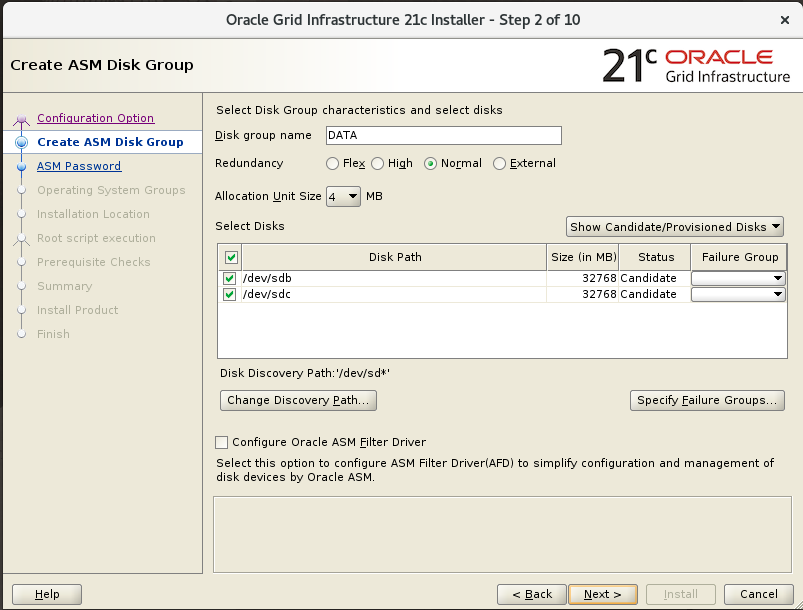 Oracle Grid Infrastructure 21c Installer - Step 2 of 10
Create ASM Disk Group
21c ORACLE
Grid Infrastructure
Configuration Option
Create ASM Disk Group
ASM Password
Operating System Groups
Installation Location
Root script execution
Prerequisite Checks
Summary
Install Product
Finish
Select Disk Group characteristics and select disks
Disk group name DATA
Redundancy Flex High Normal External
Allocation Unit Size 4 MB
Select Disks Show Candidate/Provisioned Disks
Disk Path Size (in MB) Status Failure Group
/dev/sdb 32768 Candidate
/dev/sdc 32768 Candidate
Disk Discovery Path:'/dev/sd*'
Change Discovery Path... Specify Failure Groups...
Configure Oracle ASM Filter Driver
Select this option to configure ASM Filter Driver(AFD) to simplify configuration and management of
disk devices by Oracle ASM.
Help < Back Next > Install Cancel